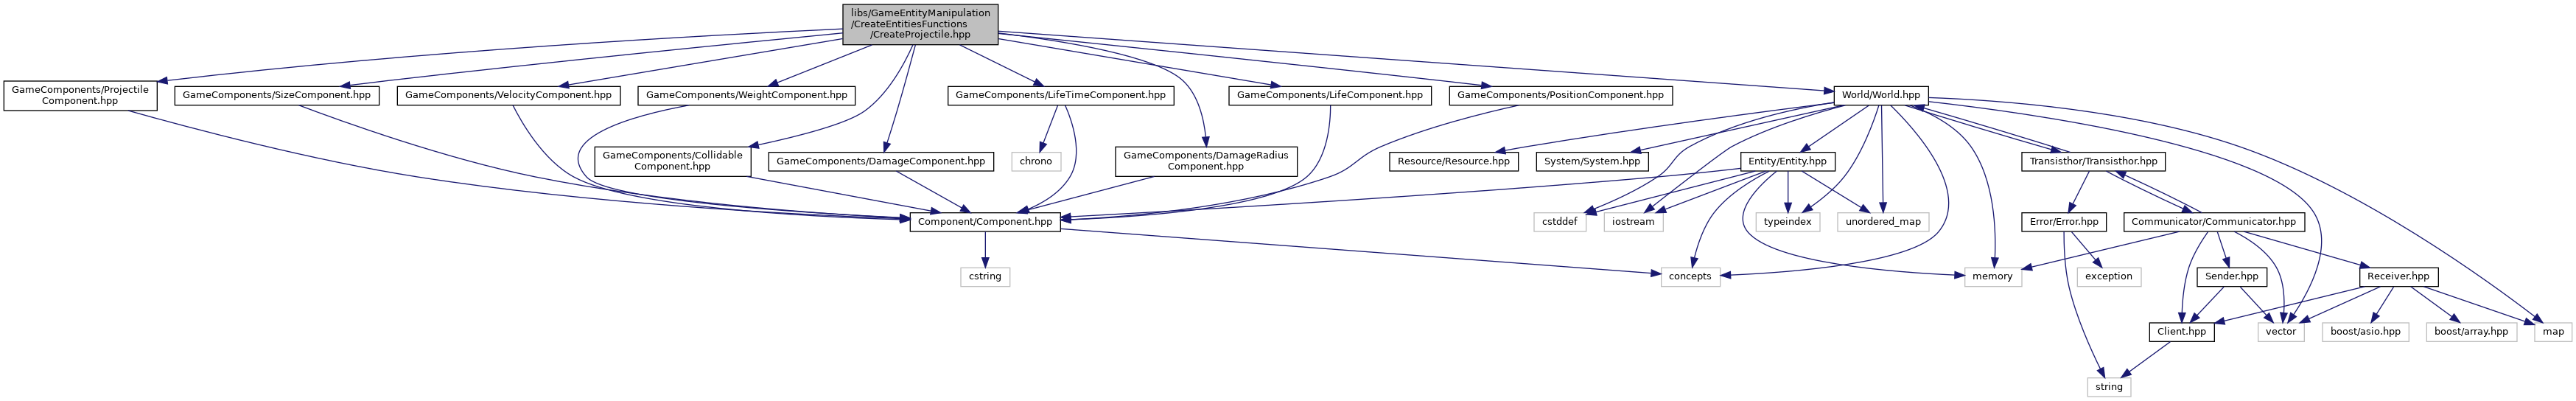 libs/GameEntityManipulation
/CreateEntitiesFunctions
/CreateProjectile.hpp
GameComponents/Projectile
Component.hpp
GameComponents/SizeComponent.hpp
GameComponents/VelocityComponent.hpp
GameComponents/WeightComponent.hpp
GameComponents/LifeTimeComponent.hpp
GameComponents/LifeComponent.hpp
GameComponents/PositionComponent.hpp
World/World.hpp
GameComponents/Collidable
Component.hpp
GameComponents/DamageComponent.hpp
chrono
GameComponents/DamageRadius
Component.hpp
Resource/Resource.hpp
System/System.hpp
Entity/Entity.hpp
Transisthor/Transisthor.hpp
Component/Component.hpp
cstddef
iostream
typeindex
unordered_map
Error/Error.hpp
Communicator/Communicator.hpp
cstring
concepts
memory
exception
Sender.hpp
Receiver.hpp
Client.hpp
vector
boost/asio.hpp
boost/array.hpp
map
string